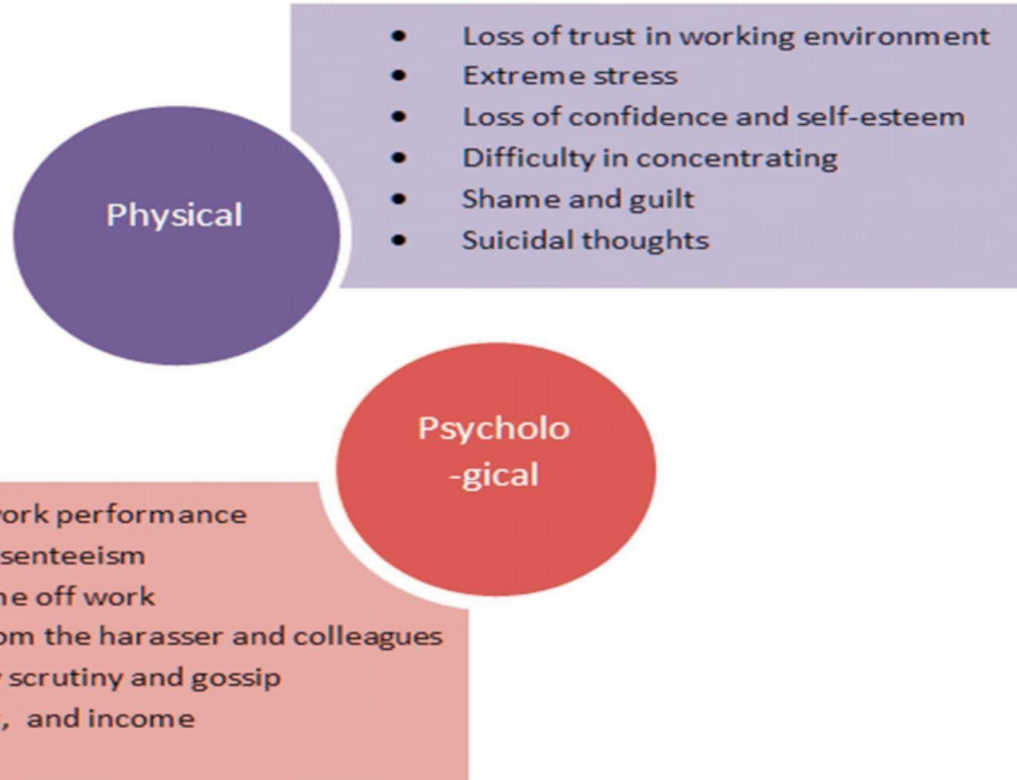 • Loss of trust in working environment
• Extreme stress
• Loss of confidence and self-esteem
• Difficulty in concentrating
• Shame and guilt
• Suicidal thoughts
Physical
Psycholo
-gical
performance
off work
the harasser and colleagues
scrutiny and gossip
, and income